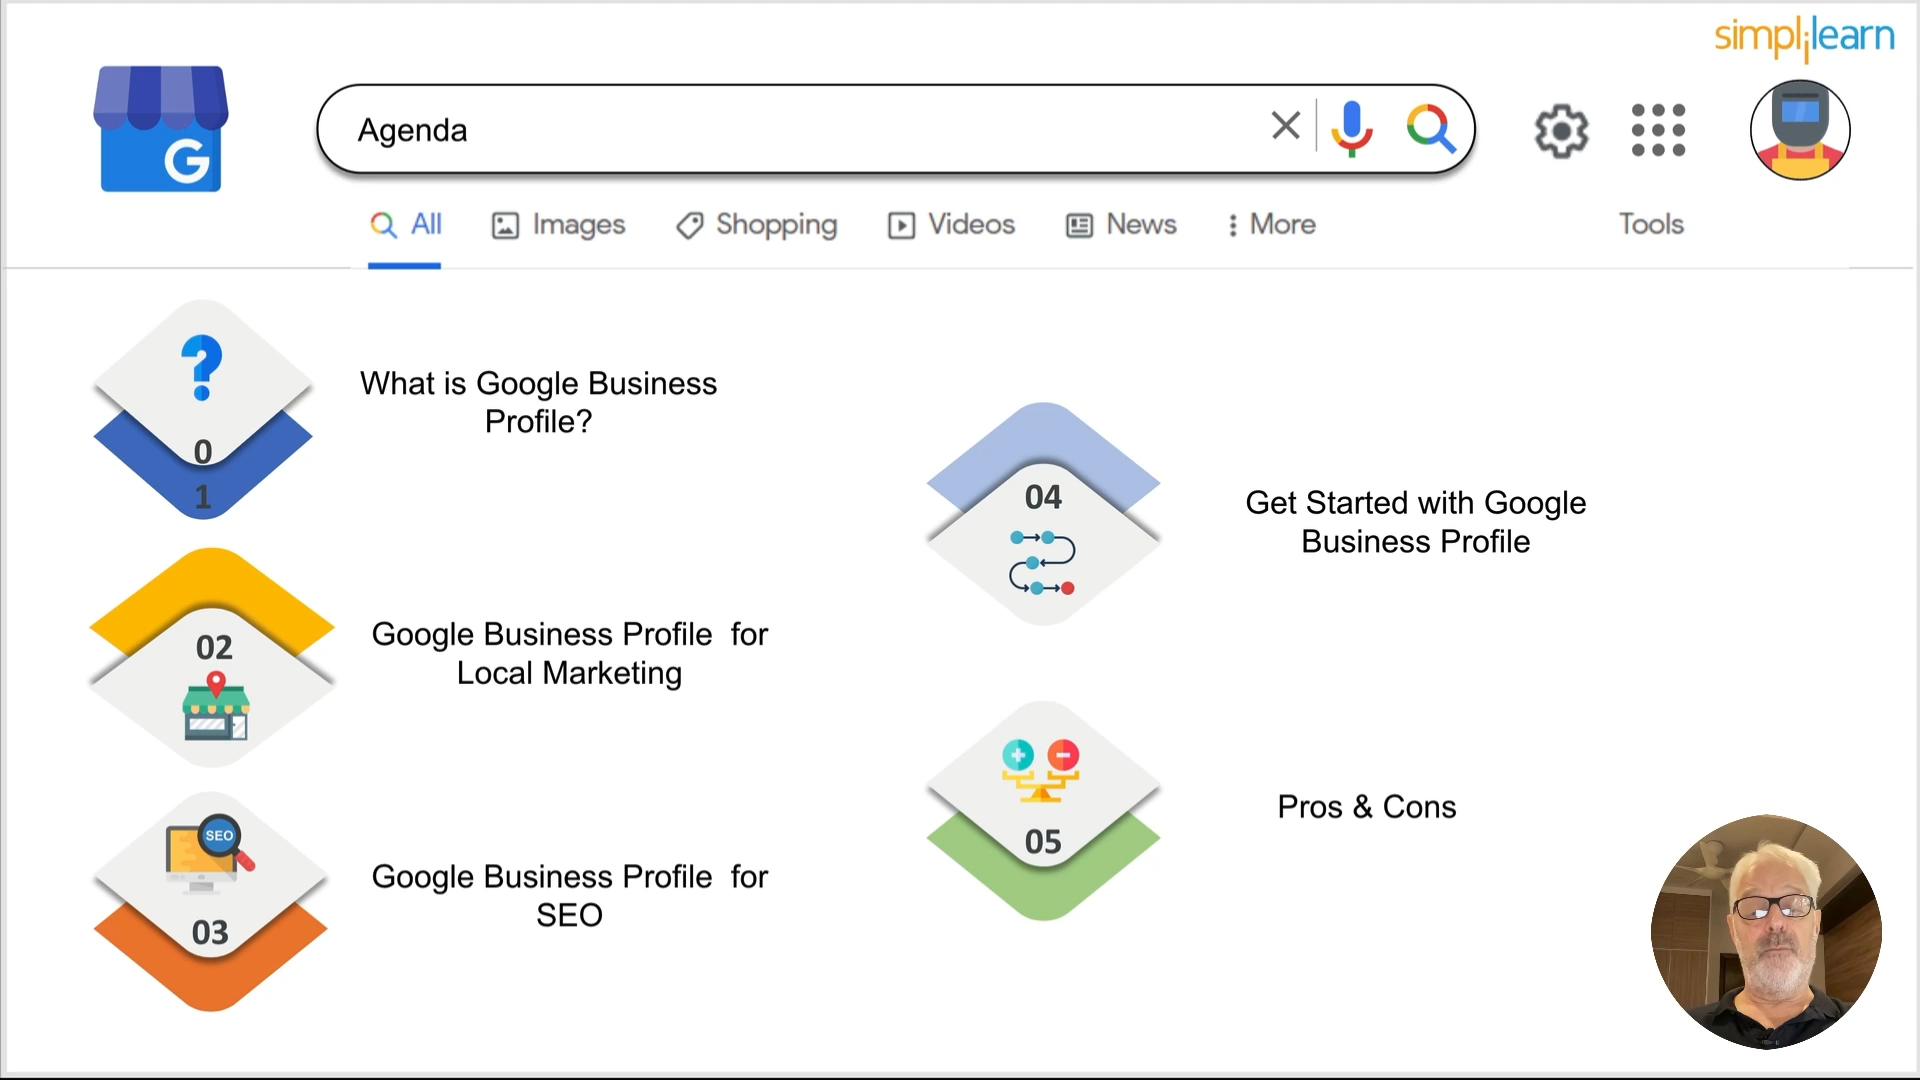 simplilearn
Agenda
All
Images
Shopping
Videos
News
More
Tools
G
0
1
What is Google Business
Profile?
02
Google Business Profile for
Local Marketing
SEO
03
Google Business Profile for
SEO
04
Get Started with Google
Business Profile
05
Pros & Cons